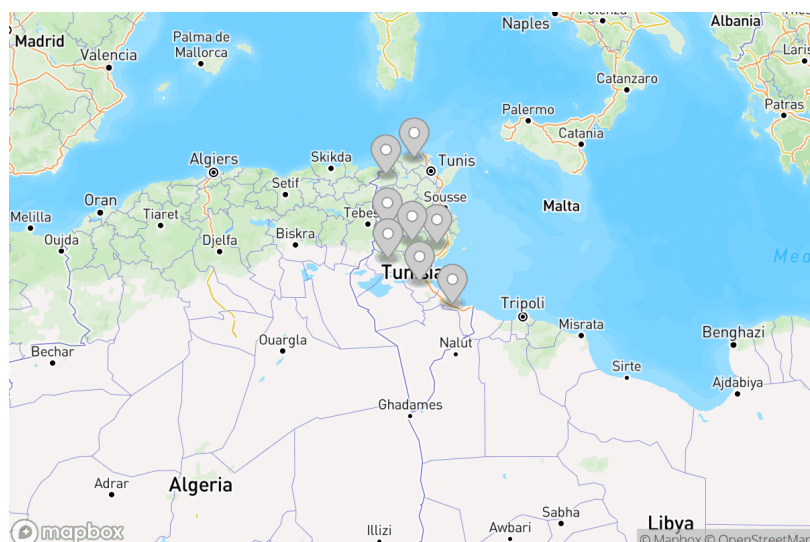 Naples
Potenza
Albania
Madrid
Palma de
Mallorca
Valencia
Laris
Catanzaro
Palermo
Patras
Catania
Algiers
Skikda
Tunis
Setif
Sousse
Oran
Tiaret
Tebes
Malta
Melilla
Oujda
Djelfa
Biskra
Med
Tunisia
Tripoli
Misrata
Ouargla
Nalut
Benghazi
Bechar
Sirte
Ajdabiya
Ghadames
Adrar
Algeria
Sabha
Illizi
Awbari
Libya
mapbox
© Mapbox © OpenStreetMap